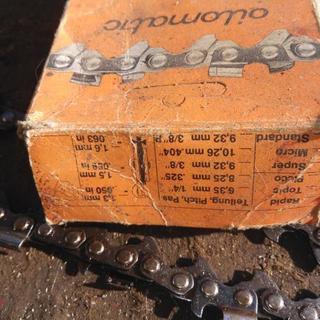 Rapid Teilung, Pitch, Pas
Topic 6,35 mm 1/4" 1,3 mm .050 in
Picco 8,25 mm .325" 1,5 mm
Super 9,32 mm 3/8" .058 in
Micro 10,26 mm .404" 1,6 mm
Standard 9,32 mm 3/8" P .063 in
oilomatic